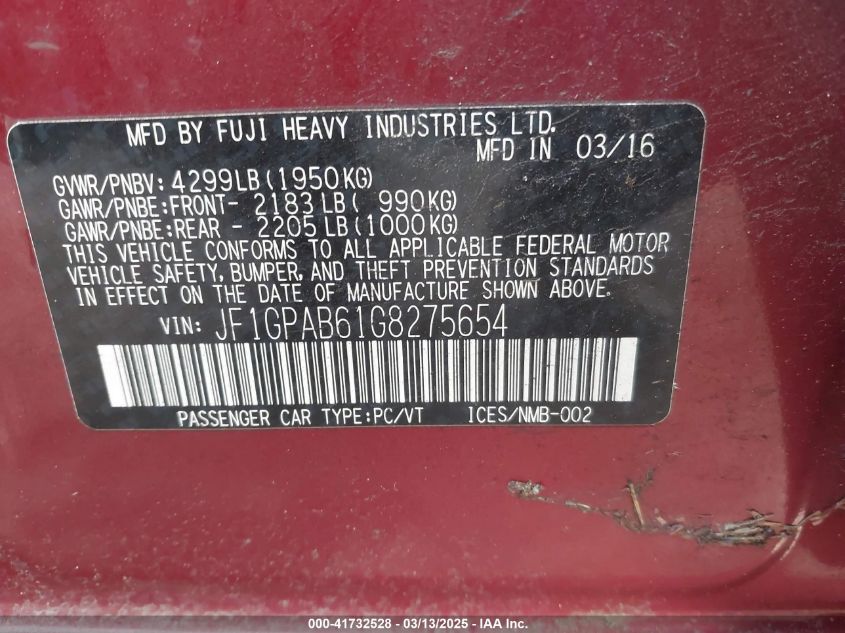 MFD BY FUJI HEAVY INDUSTRIES LTD.
MFD IN 03/16
GVWR/PNBV: 4299LB(1950KG)
GAWR/PNBE:FRONT- 2183LB( 990KG)
GAWR/PNBE:REAR - 2205LB(1000KG)
THIS VEHICLE CONFORMS TO ALL APPLICABLE FEDERAL MOTOR
VEHICLE SAFETY, BUMPER, AND THEFT PREVENTION STANDARDS
IN EFFECT ON THE DATE OF MANUFACTURE SHOWN ABOVE.
VIN: JF1GPAB61G8275654
PASSENGER CAR TYPE:PC/VT ICES/NMB-002
000-41732528 - 03/13/2025 - IAA Inc.